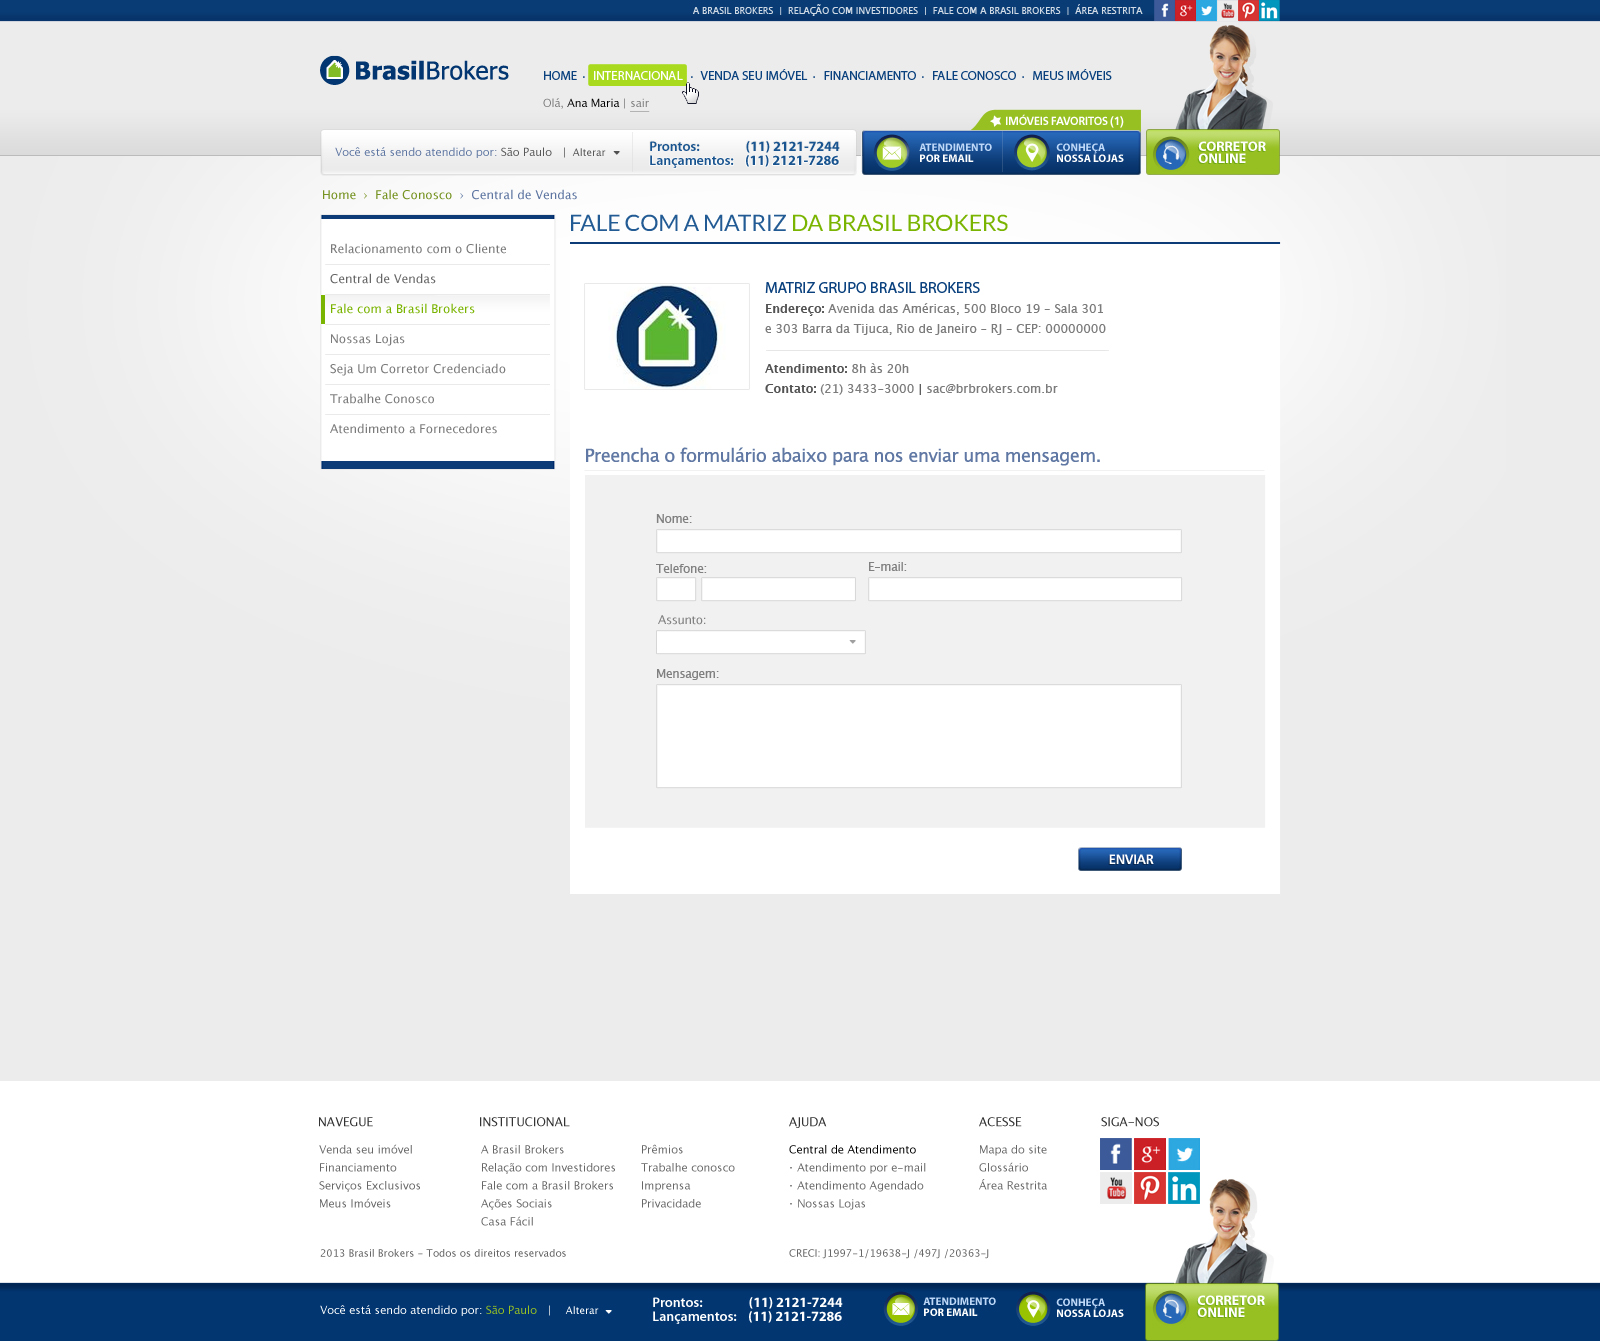 A BRASIL BROKERS | RELAÇÃO COM INVESTIDORES | FALE COM A BRASIL BROKERS | ÁREA RESTRITA
f g+ You Tube in
BrasilBrokers
HOME · INTERNACIONAL · VENDA SEU IMÓVEL · FINANCIAMENTO · FALE CONOSCO · MEUS IMÓVEIS
Olá, Ana Maria | sair
IMÓVEIS FAVORITOS (1)
Você está sendo atendido por: São Paulo | Alterar
Prontos: (11) 2121-7244
Lançamentos: (11) 2121-7286
ATENDIMENTO
POR EMAIL
CONHEÇA
NOSSA LOJAS
CORRETOR
ONLINE
Home › Fale Conosco › Central de Vendas
Relacionamento com o Cliente
Central de Vendas
Fale com a Brasil Brokers
Nossas Lojas
Seja Um Corretor Credenciado
Trabalhe Conosco
Atendimento a Fornecedores
FALE COM A MATRIZ DA BRASIL BROKERS
MATRIZ GRUPO BRASIL BROKERS
Endereço: Avenida das Américas, 500 Bloco 19 - Sala 301
e 303 Barra da Tijuca, Rio de Janeiro - RJ - CEP: 00000000
Atendimento: 8h às 20h
Contato: (21) 3433-3000 | sac@brbrokers.com.br
Preencha o formulário abaixo para nos enviar uma mensagem.
Nome:
Telefone:
E-mail:
Assunto:
Mensagem:
ENVIAR
NAVEGUE
Venda seu imóvel
Financiamento
Serviços Exclusivos
Meus Imóveis
INSTITUCIONAL
A Brasil Brokers
Relação com Investidores
Fale com a Brasil Brokers
Ações Sociais
Casa Fácil
Prêmios
Trabalhe conosco
Imprensa
Privacidade
AJUDA
Central de Atendimento
· Atendimento por e-mail
· Atendimento Agendado
· Nossas Lojas
ACESSE
Mapa do site
Glossário
Área Restrita
SIGA-NOS
f g+
You Tube in
2013 Brasil Brokers - Todos os direitos reservados
CRECI: J1997-1/19638-J /497J /20363-J
Você está sendo atendido por: São Paulo | Alterar
Prontos: (11) 2121-7244
Lançamentos: (11) 2121-7286
ATENDIMENTO
POR EMAIL
CONHEÇA
NOSSA LOJAS
CORRETOR
ONLINE